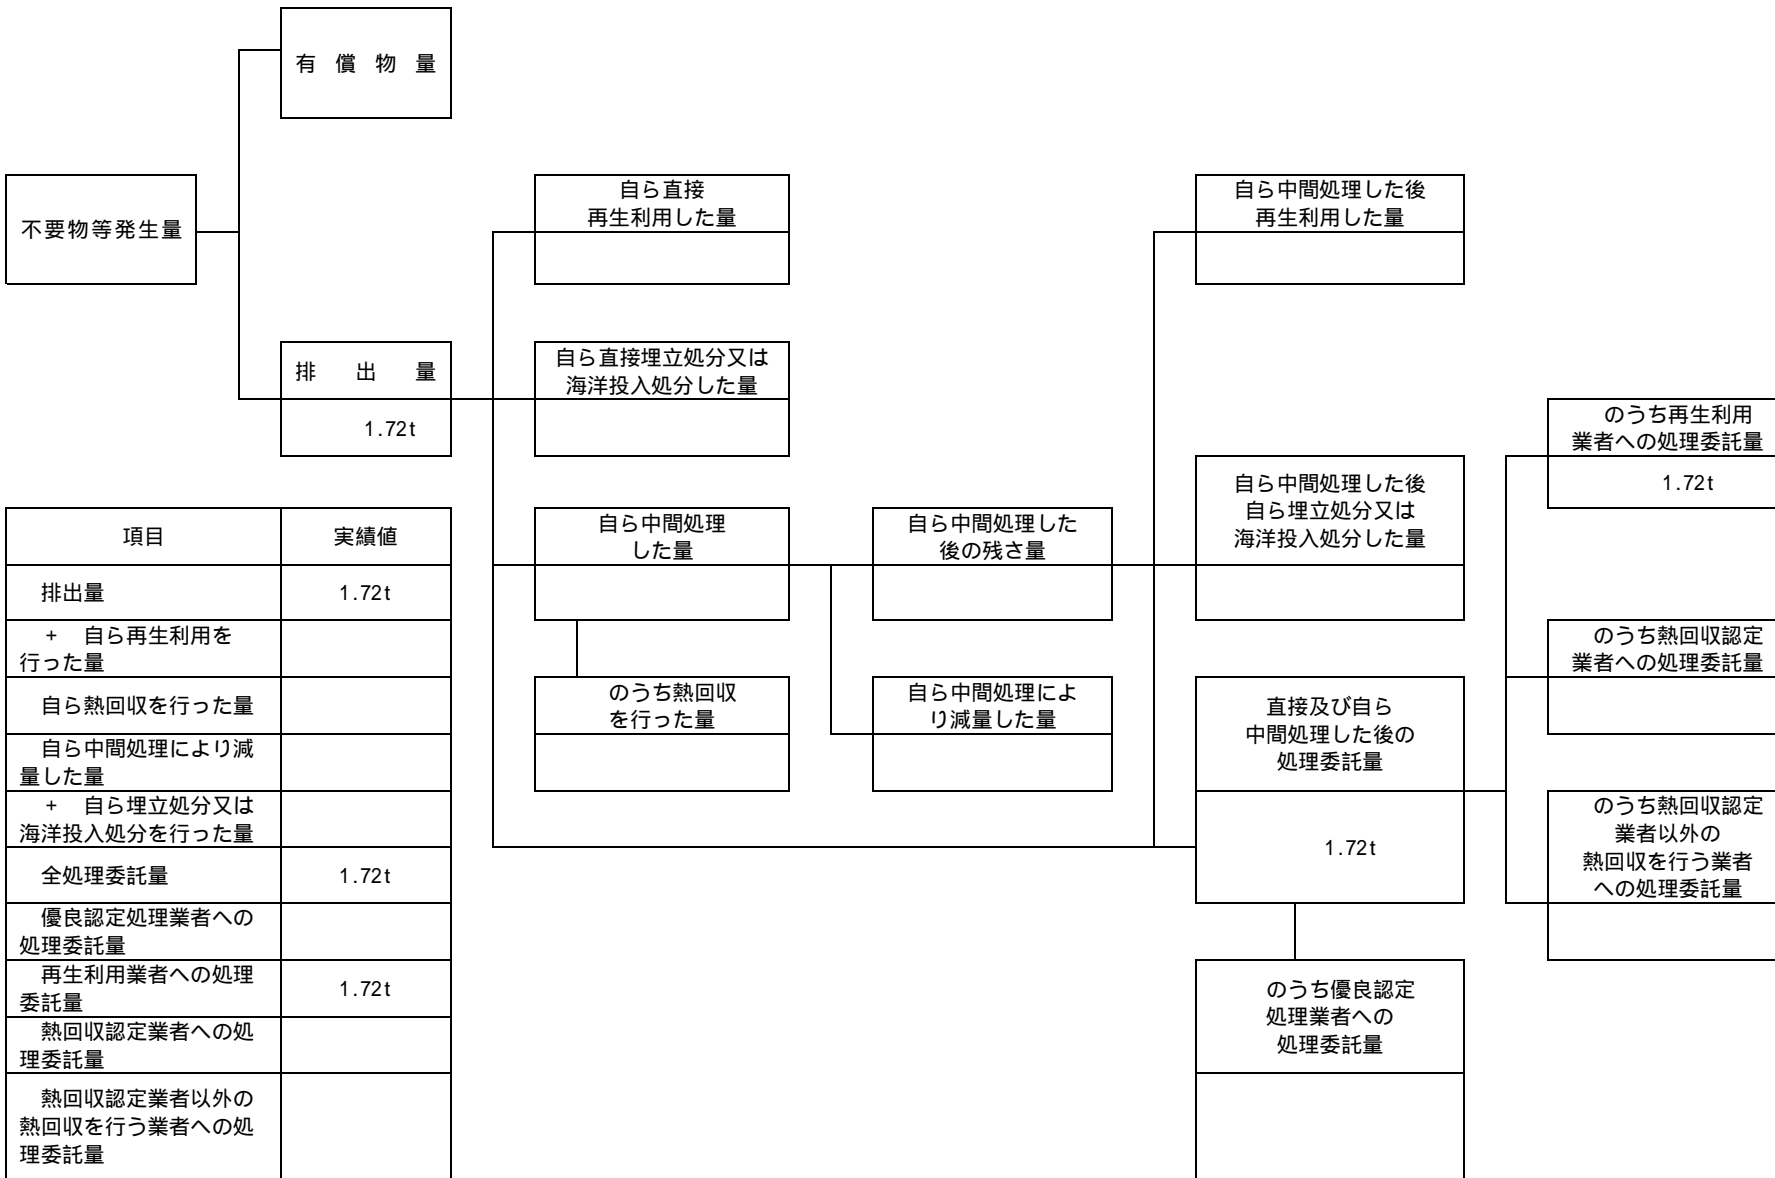 有償物量
不要物等発生量
排出量
1.72t
自ら直接
再生利用した量
自ら直接埋立処分又は
海洋投入処分した量
自ら中間処理
した量
のうち熱回収
を行った量
自ら中間処理した
後の残さ量
自ら中間処理によ
り減量した量
自ら中間処理した後
再生利用した量
自ら中間処理した後
自ら埋立処分又は
海洋投入処分した量
直接及び自ら
中間処理した後の
処理委託量
1.72t
のうち優良認定
処理業者への
処理委託量
のうち再生利用
業者への処理委託量
1.72t
のうち熱回収認定
業者への処理委託量
のうち熱回収認定
業者以外の
熱回収を行う業者
への処理委託量
項目 実績値
排出量 1.72t
+ 自ら再生利用を
行った量
自ら熱回収を行った量
自ら中間処理により減
量した量
+ 自ら埋立処分又は
海洋投入処分を行った量
全処理委託量 1.72t
優良認定処理業者への
処理委託量
再生利用業者への処理
委託量 1.72t
熱回収認定業者への処
理委託量
熱回収認定業者以外の
熱回収を行う業者への処
理委託量